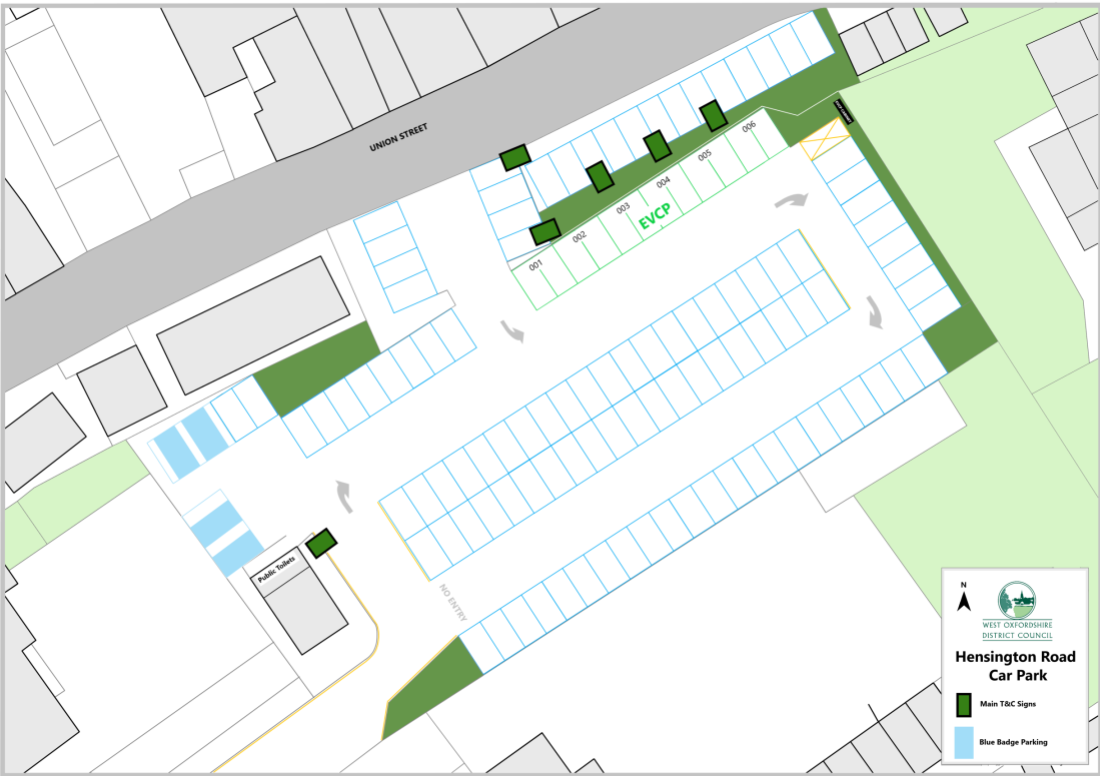 UNION STREET
001
002
003
004
005
006
EVCP
NO ENTRY
Public Toilets
N
WEST OXFORDSHIRE
DISTRICT COUNCIL
Hensington Road
Car Park
Main T&C Signs
Blue Badge Parking